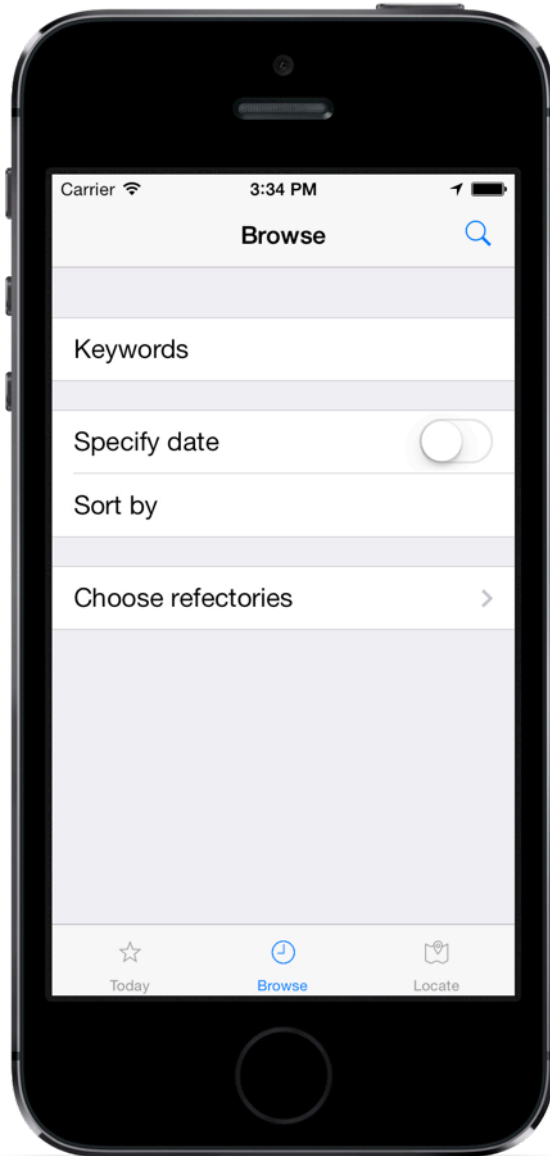 Carrier 3:34 PM
Browse
Keywords
Specify date
Sort by
Choose refectories
Today Browse Locate